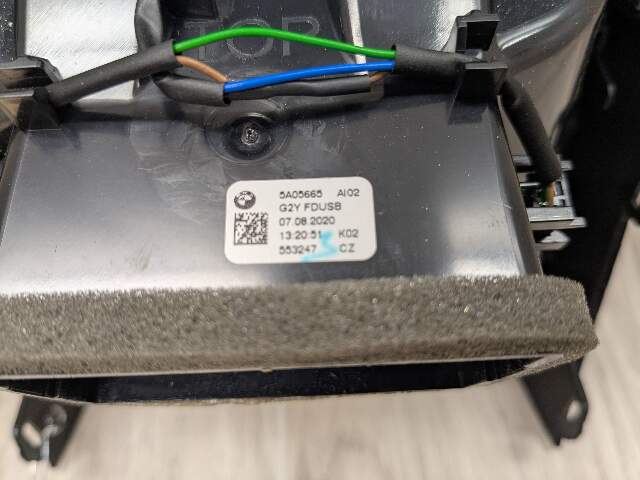 TOP
5A05665 AI02
G2Y FDUSB
07.08.2020
13:20:51 K02
553247 CZ